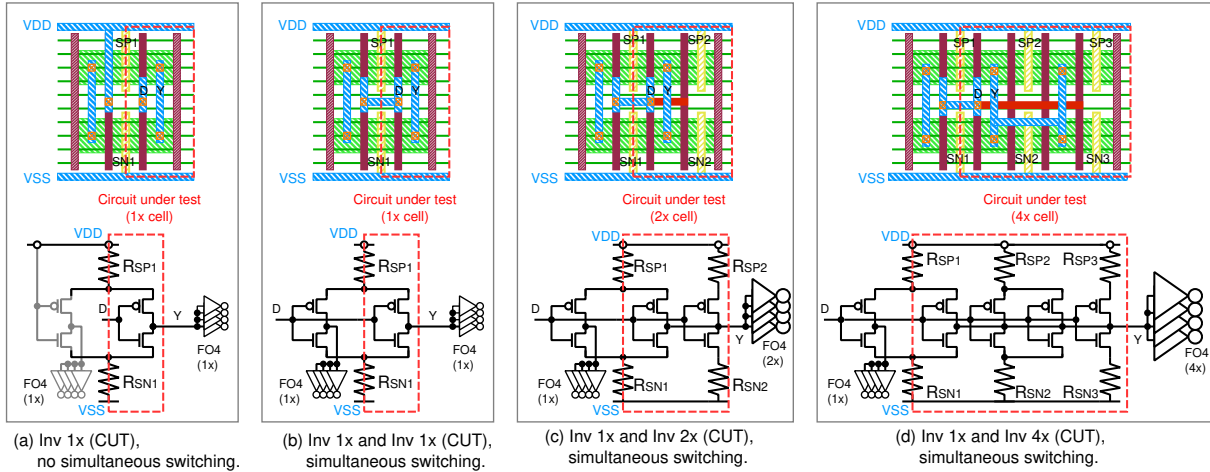 VDD
SP1
D
Y
SN1
VSS
Circuit under test
(1x cell)
VDD
RSP1
D
Y
FO4
(1x)
FO4
(1x)
RSN1
VSS
(a) Inv 1x (CUT),
no simultaneous switching.
VDD
SP1
D
Y
SN1
VSS
Circuit under test
(1x cell)
VDD
RSP1
D
Y
FO4
(1x)
FO4
(1x)
RSN1
VSS
(b) Inv 1x and Inv 1x (CUT),
simultaneous switching.
VDD
SP1
SP2
D
Y
SN1
SN2
VSS
Circuit under test
(2x cell)
VDD
RSP1
RSP2
D
Y
FO4
(2x)
FO4
(1x)
RSN1
RSN2
VSS
(c) Inv 1x and Inv 2x (CUT),
simultaneous switching.
VDD
SP1
SP2
SP3
D
Y
SN1
SN2
SN3
VSS
Circuit under test
(4x cell)
VDD
RSP1
RSP2
RSP3
D
Y
FO4
(4x)
FO4
(1x)
RSN1
RSN2
RSN3
VSS
(d) Inv 1x and Inv 4x (CUT),
simultaneous switching.